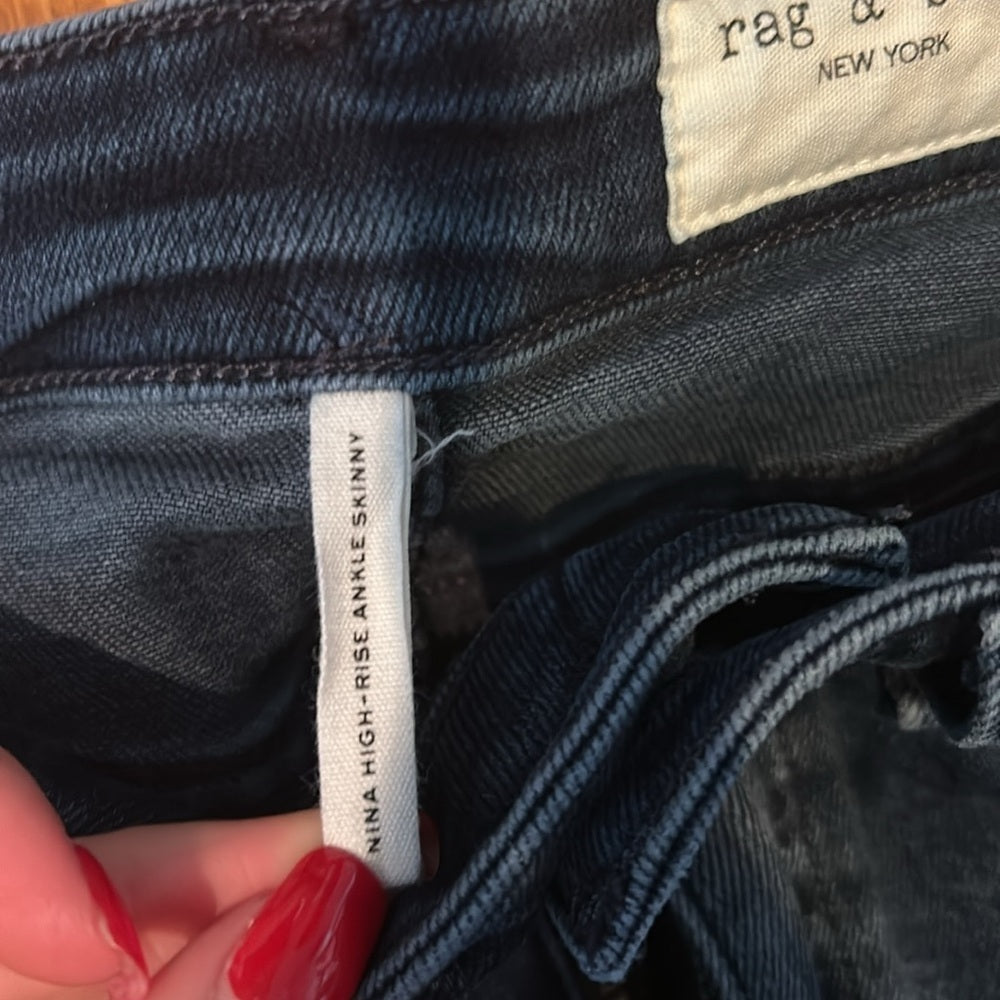 rag &
NEW YORK
NINA HIGH-RISE ANKLE SKINNY